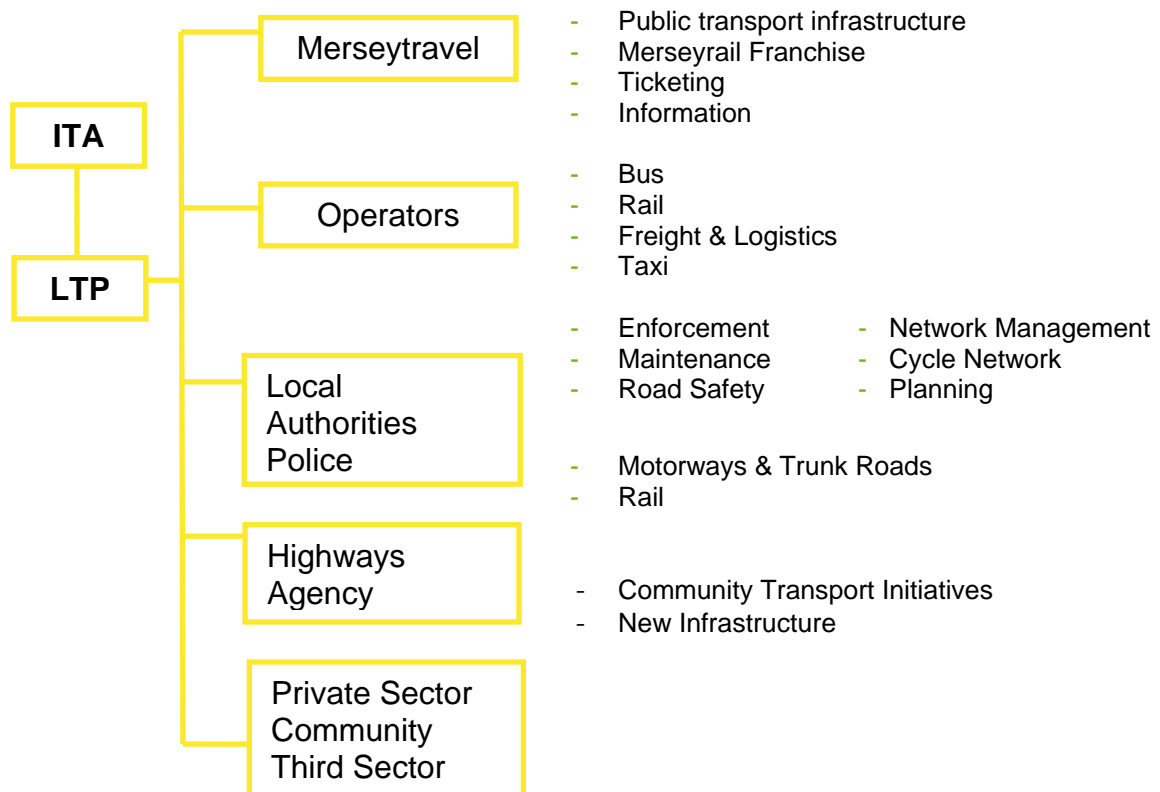 ITA
LTP
Merseytravel
- Public transport infrastructure
- Merseyrail Franchise
- Ticketing
- Information
Operators
- Bus
- Rail
- Freight & Logistics
- Taxi
Local
Authorities
Police
- Enforcement - Network Management
- Maintenance - Cycle Network
- Road Safety - Planning
Highways
Agency
- Motorways & Trunk Roads
- Rail
Private Sector
Community
Third Sector
- Community Transport Initiatives
- New Infrastructure